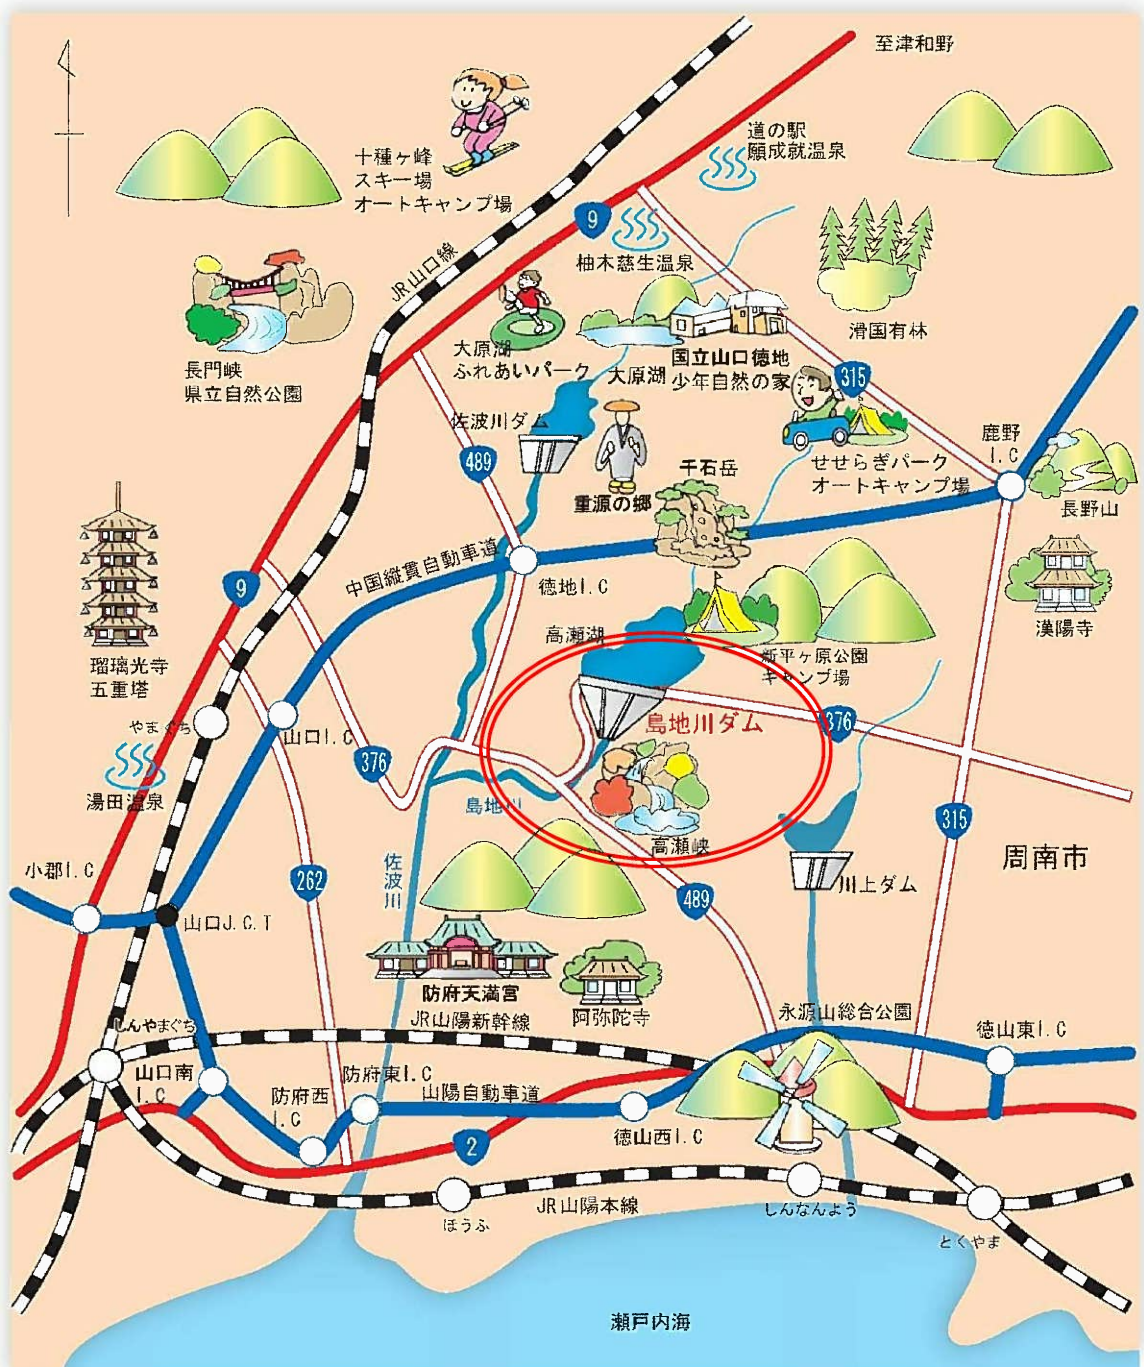 至津和野
道の駅
願成就温泉
十種ヶ峰
スキー場
オートキャンプ場
9
柚木慈生温泉
JR山口線
滑国有林
長門峡
県立自然公園
大原湖
ふれあいパーク
大原湖
国立山口徳地
少年自然の家
315
佐波川ダム
鹿野
I.C
489
せせらぎパーク
オートキャンプ場
千石岳
重源の郷
長野山
中国縦貫自動車道
徳地I.C
9
漢陽寺
高瀬湖
瑠璃光寺
五重塔
新平ヶ原公園
キャンプ場
やまぐち
山口I.C
島地川ダム
376
376
湯田温泉
島地川
315
高瀬峡
周南市
小郡I.C
佐波川
262
川上ダム
489
山口J.C.T
防府天満宮
阿弥陀寺
JR山陽新幹線
永源山総合公園
しんやまぐち
徳山東I.C
山口南
I.C
防府東I.C
防府西
I.C
山陽自動車道
徳山西I.C
2
JR山陽本線
ほうふ
しんなんよう
とくやま
瀬戸内海